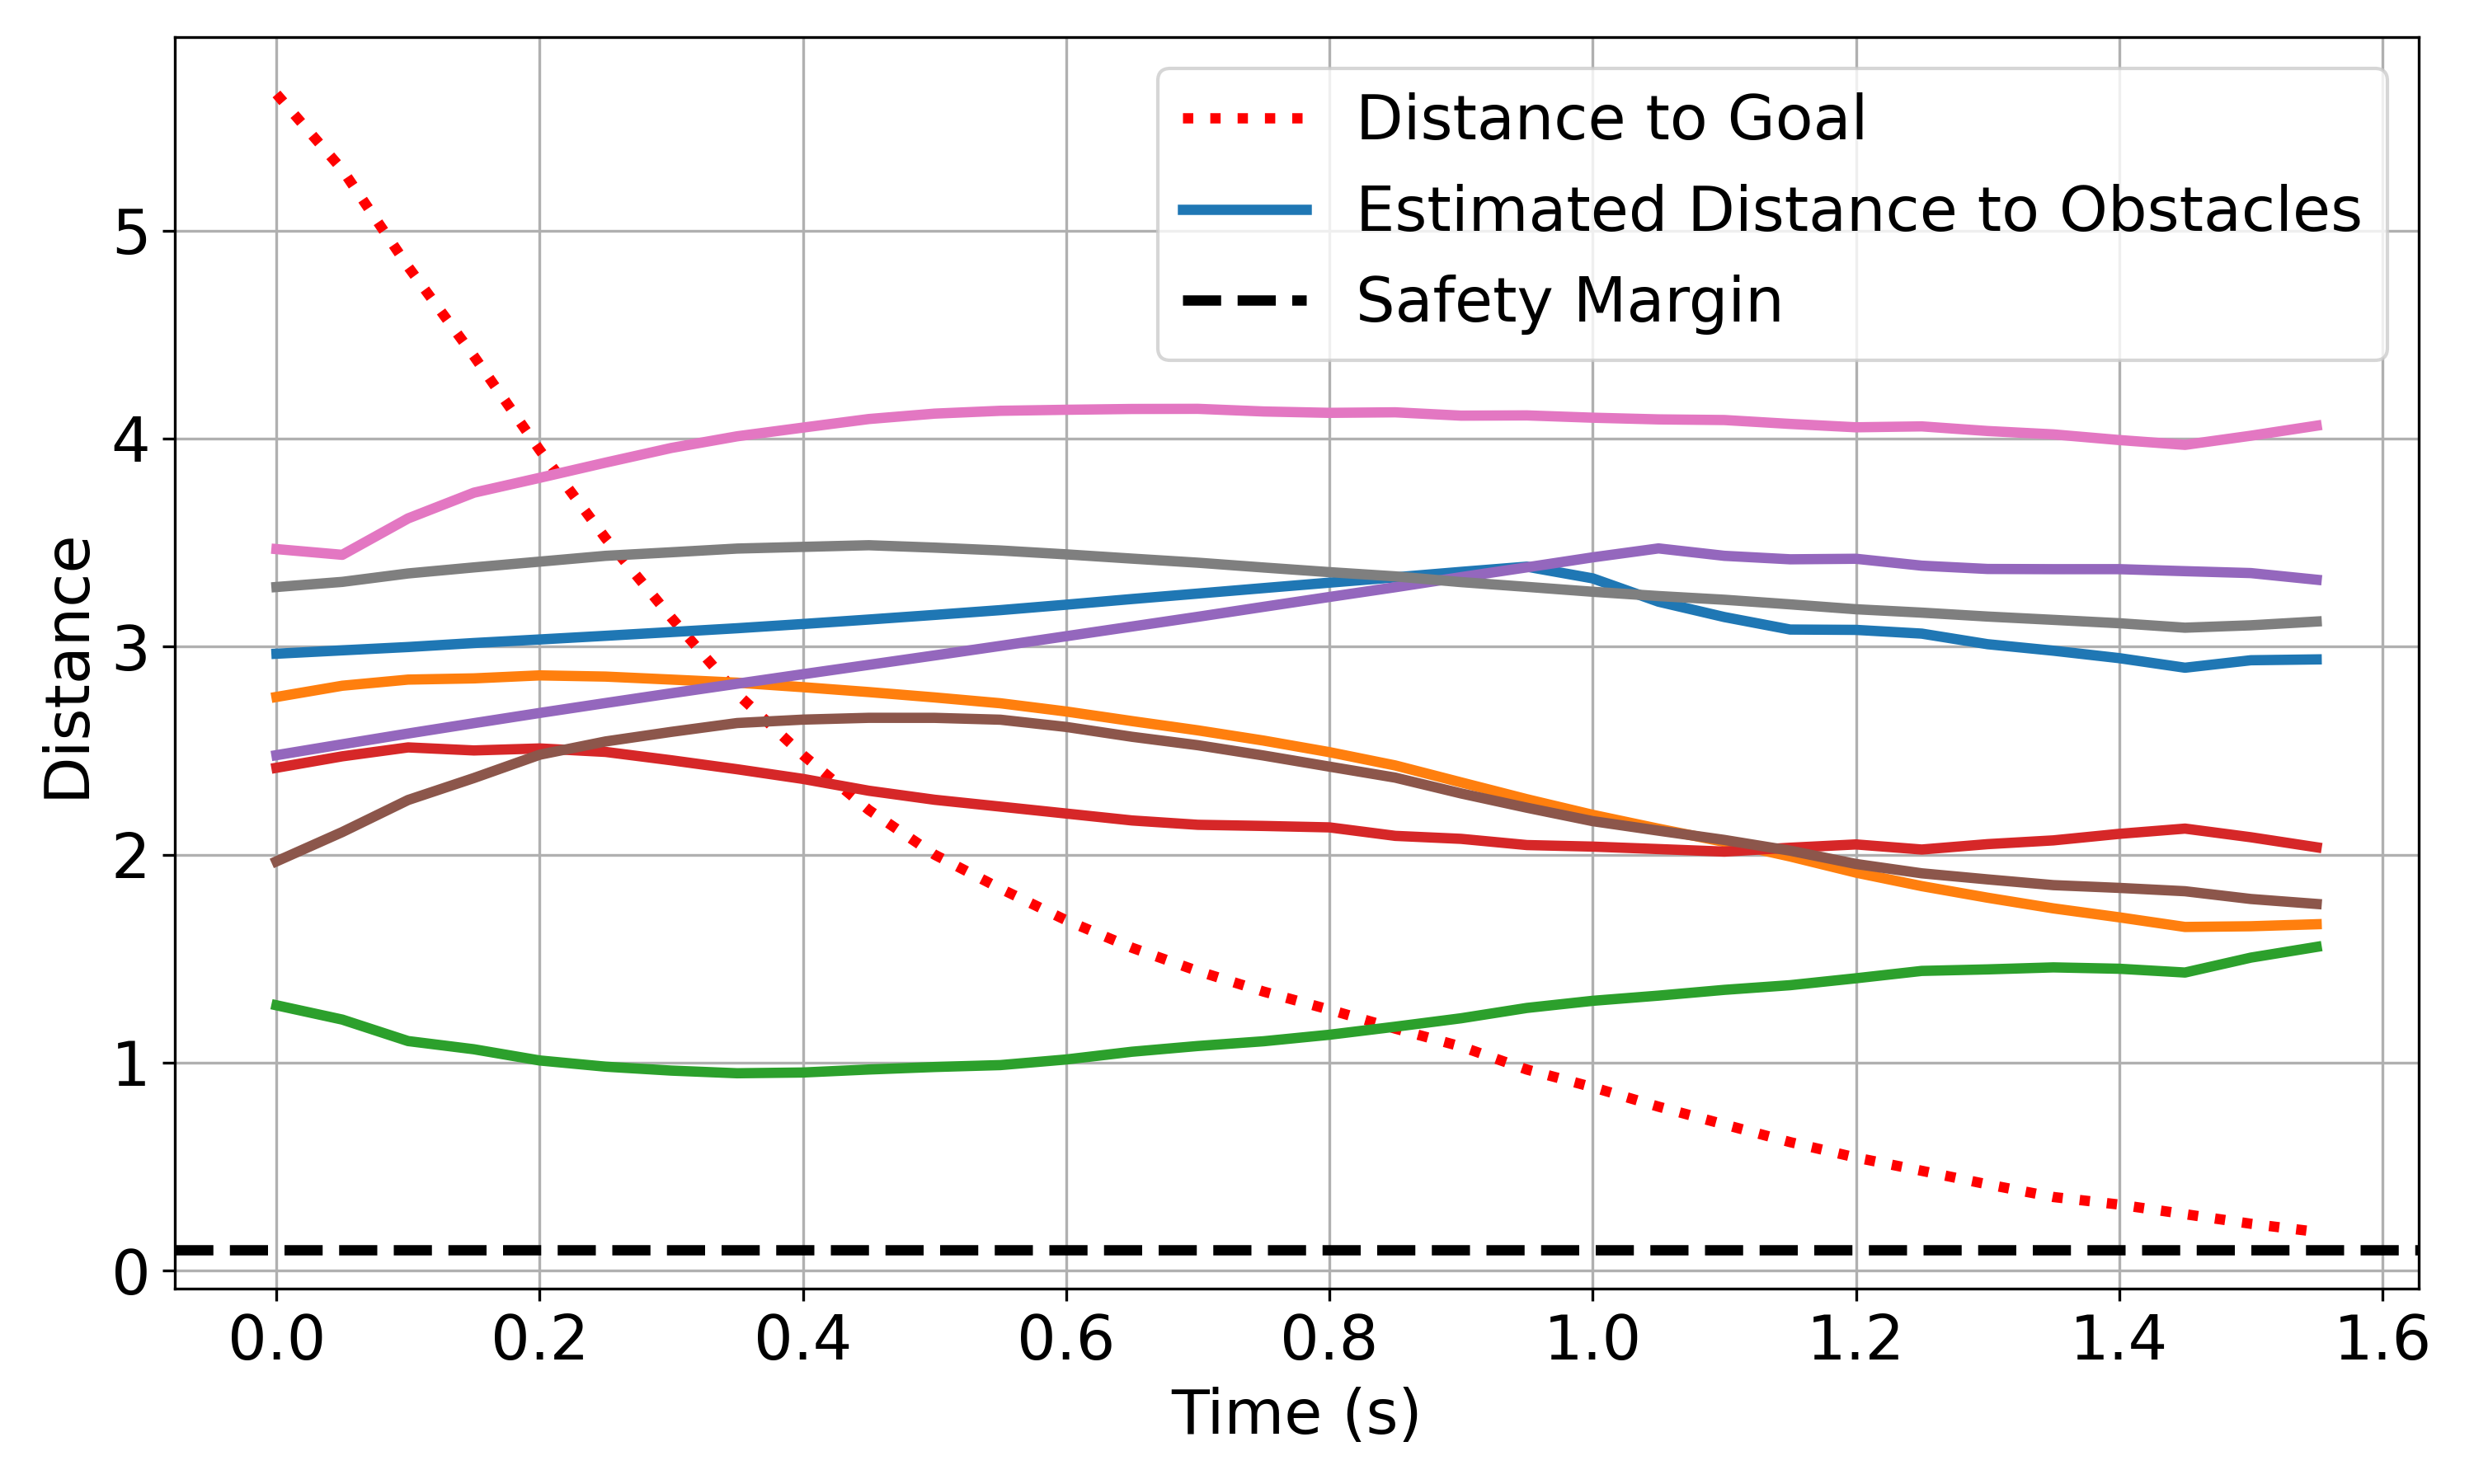 Distance to Goal
Estimated Distance to Obstacles
Safety Margin
5
4
3
2
1
0
Distance
0.0 0.2 0.4 0.6 0.8 1.0 1.2 1.4 1.6
Time (s)